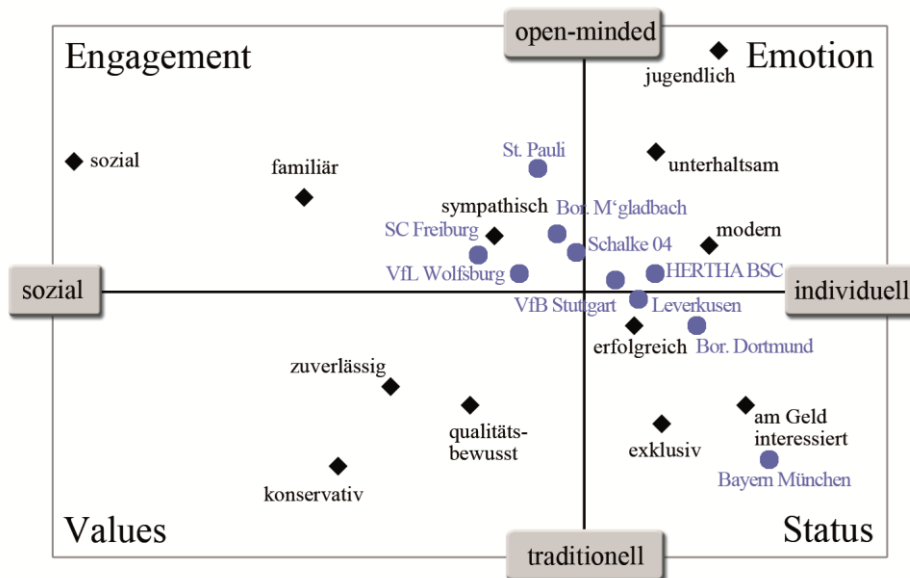 open-minded
Engagement
Emotion
jugendlich
sozial
familiär
St. Pauli
unterhaltsam
sympathisch
Bor. M‘gladbach
SC Freiburg
Schalke 04
modern
VfL Wolfsburg
HERTHA BSC
sozial
individuell
VfB Stuttgart
Leverkusen
erfolgreich
Bor. Dortmund
zuverlässig
qualitäts-
bewusst
am Geld
interessiert
exklusiv
konservativ
Bayern München
Values
Status
traditionell